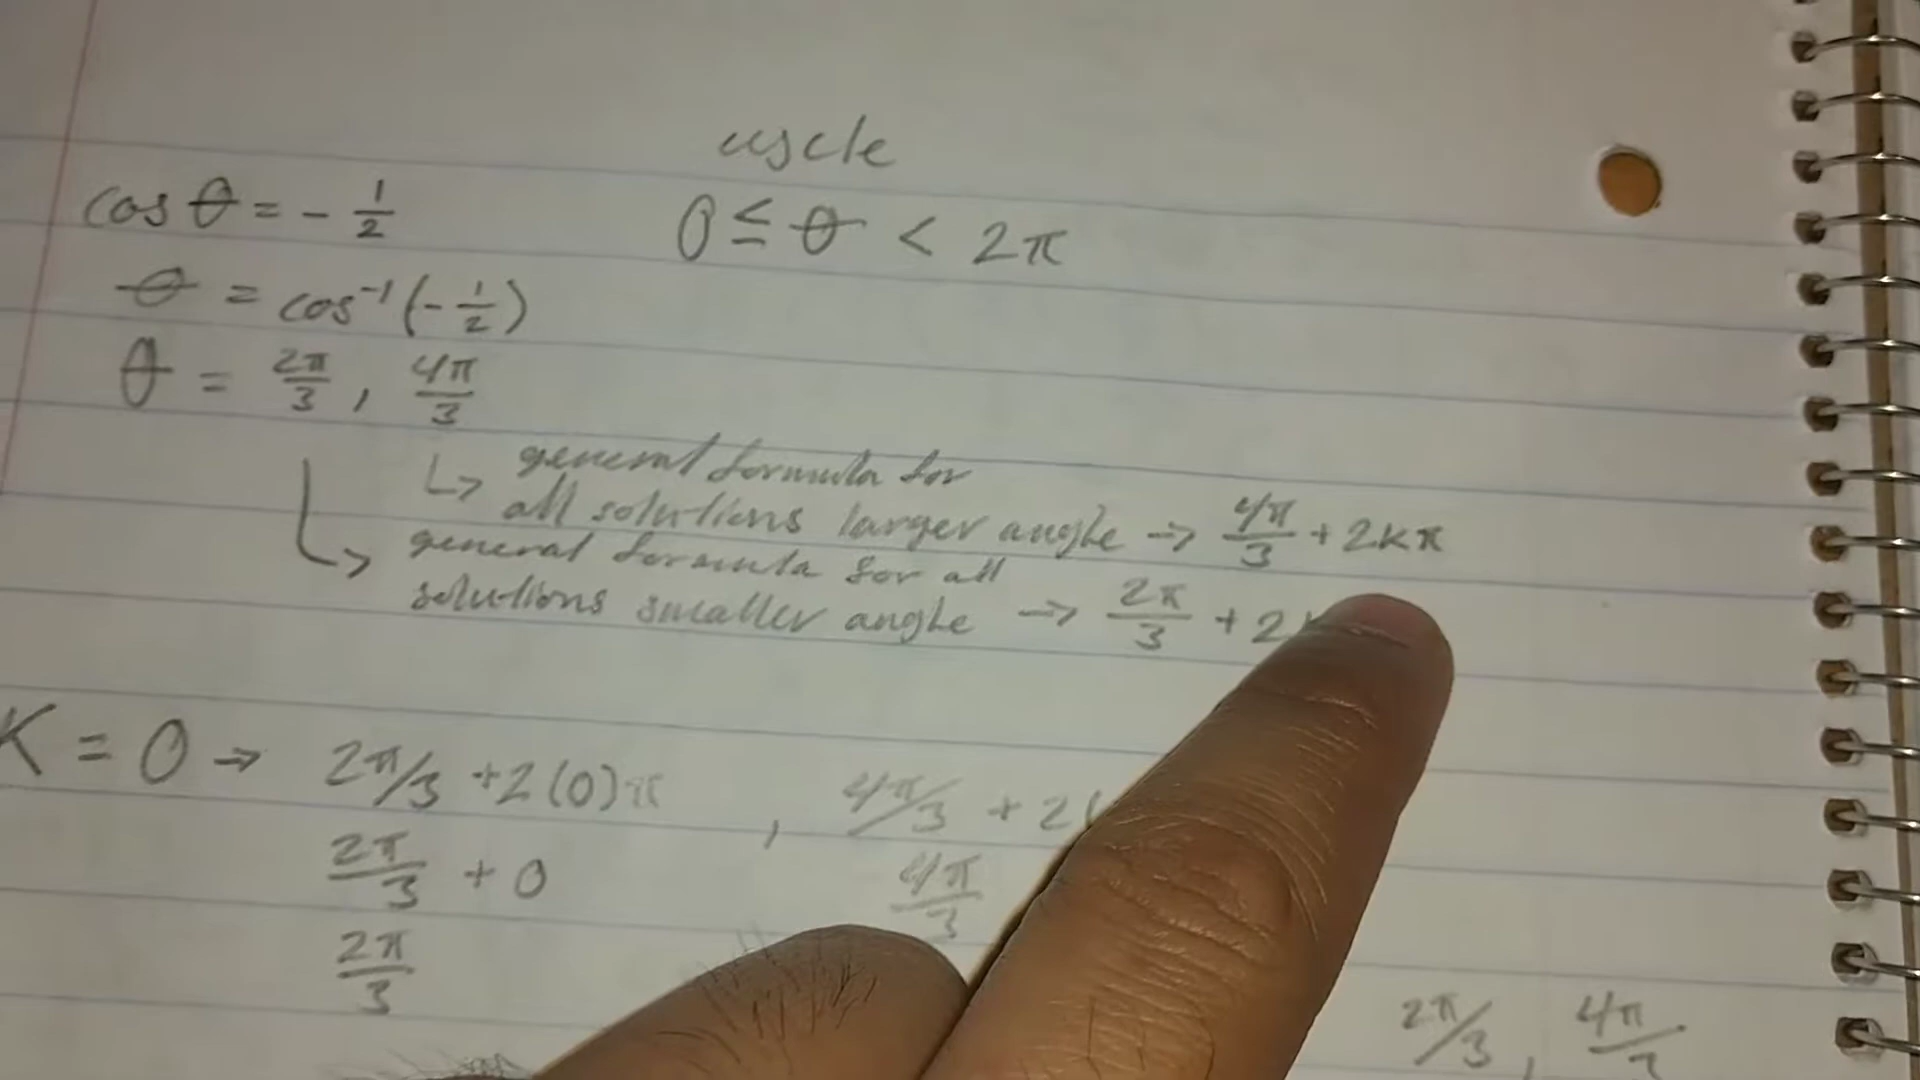 cycle
cos θ = - 1/2
0 ≤ θ < 2π
θ = cos⁻¹(-1/2)
θ = 2π/3 , 4π/3
↳ general formula for
all solutions larger angle → 4π/3 + 2kπ
↳ general formula for all
solutions smaller angle → 2π/3 + 2
K = 0 → 2π/3 + 2(0)π , 4π/3 + 2(
2π/3 + 0
4π/3
2π/3
2π/3 , 4π/